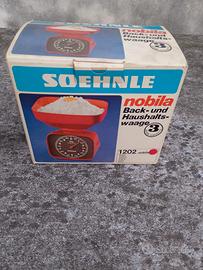 SOEHNLE
nobila
Back- und
Haushalts-
waage 3
1202